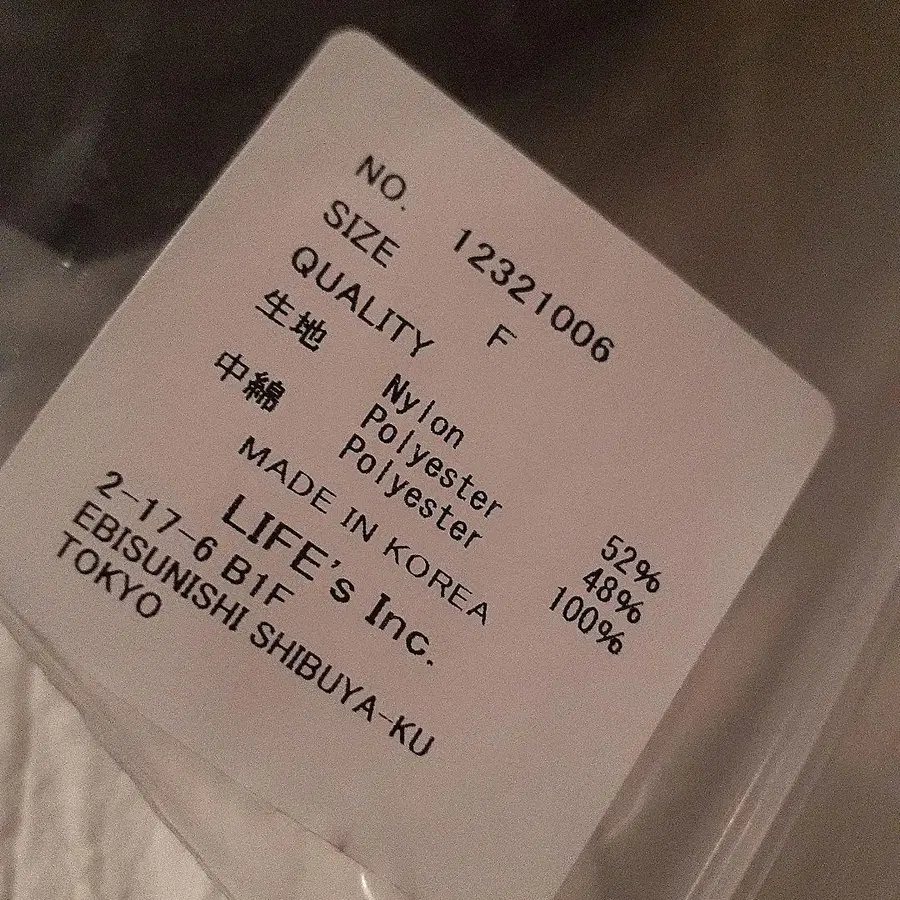 NO. 12321006
SIZE F
QUALITY
生地 Nylon 52%
Polyester 48%
中綿 Polyester 100%
MADE IN KOREA
LIFE's Inc.
2-17-6 B1F
EBISUNISHI SHIBUYA-KU
TOKYO